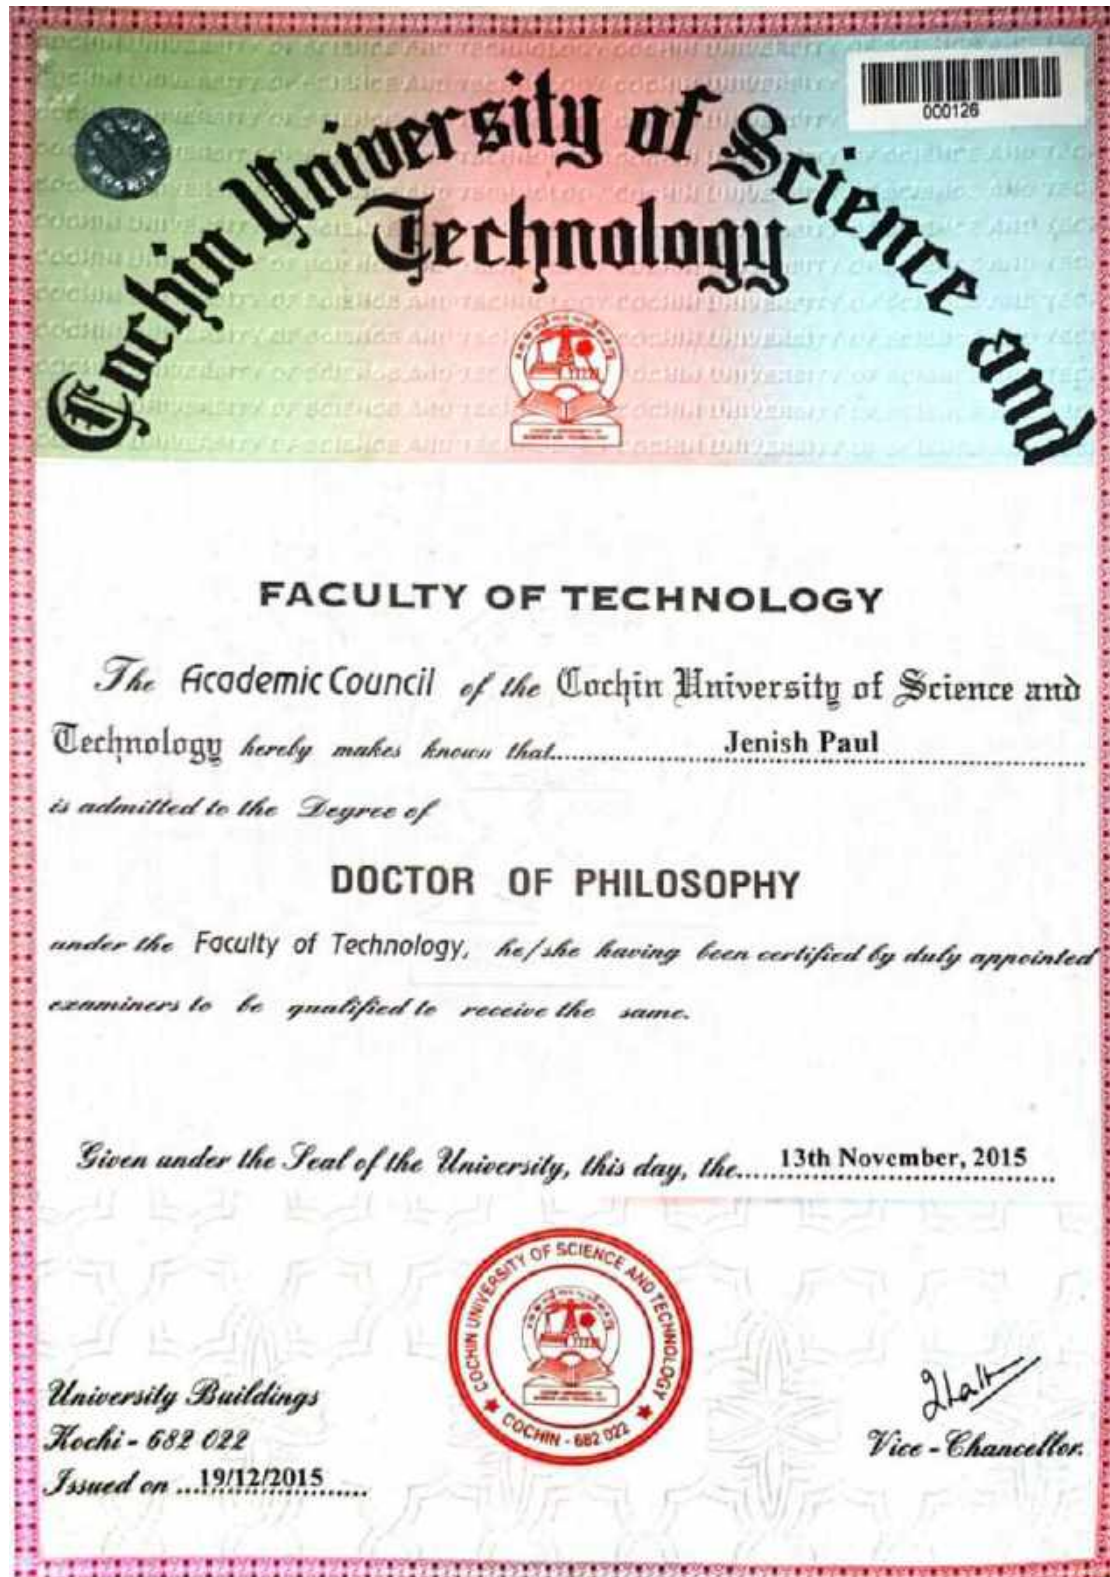 000126
Cochin University of Science and
Technology
FACULTY OF TECHNOLOGY
The Academic Council of the Cochin University of Science and
Technology hereby makes known that.......Jenish Paul.......
is admitted to the Degree of
DOCTOR OF PHILOSOPHY
under the Faculty of Technology, he/she having been certified by duly appointed
examiners to be qualified to receive the same.
Given under the Seal of the University, this day, the.....13th November, 2015
COCHIN UNIVERSITY OF SCIENCE AND TECHNOLOGY
COCHIN - 682 022
University Buildings
Kochi - 682 022
Issued on ...19/12/2015......
Vice-Chancellor.